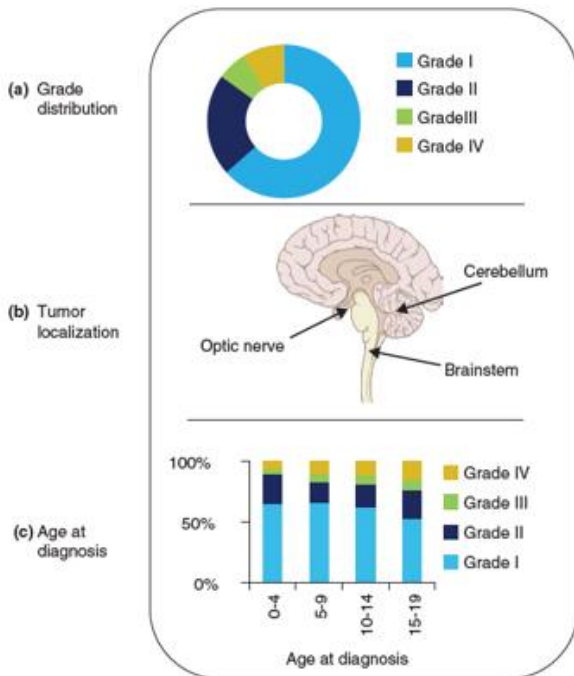 (a) Grade
distribution
Grade I
Grade II
GradeIII
Grade IV
(b) Tumor
localization
Cerebellum
Optic nerve
Brainstem
(c) Age at
diagnosis
100%
50%
0%
0-4
5-9
10-14
15-19
Age at diagnosis
Grade IV
Grade III
Grade II
Grade I